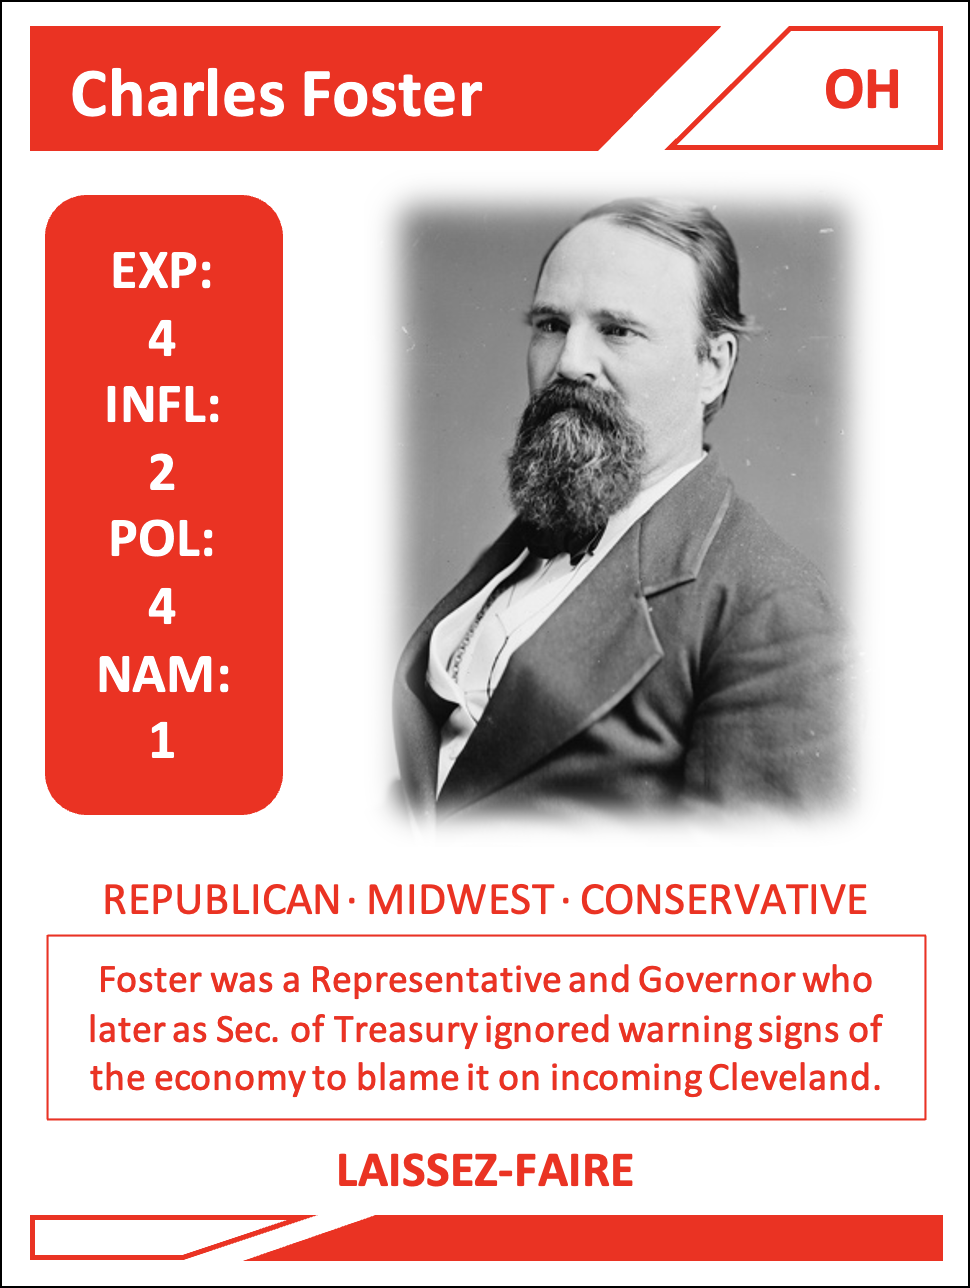 Charles Foster
OH
EXP:
4
INFL:
2
POL:
4
NAM:
1
REPUBLICAN · MIDWEST · CONSERVATIVE
Foster was a Representative and Governor who
later as Sec. of Treasury ignored warning signs of
the economy to blame it on incoming Cleveland.
LAISSEZ-FAIRE